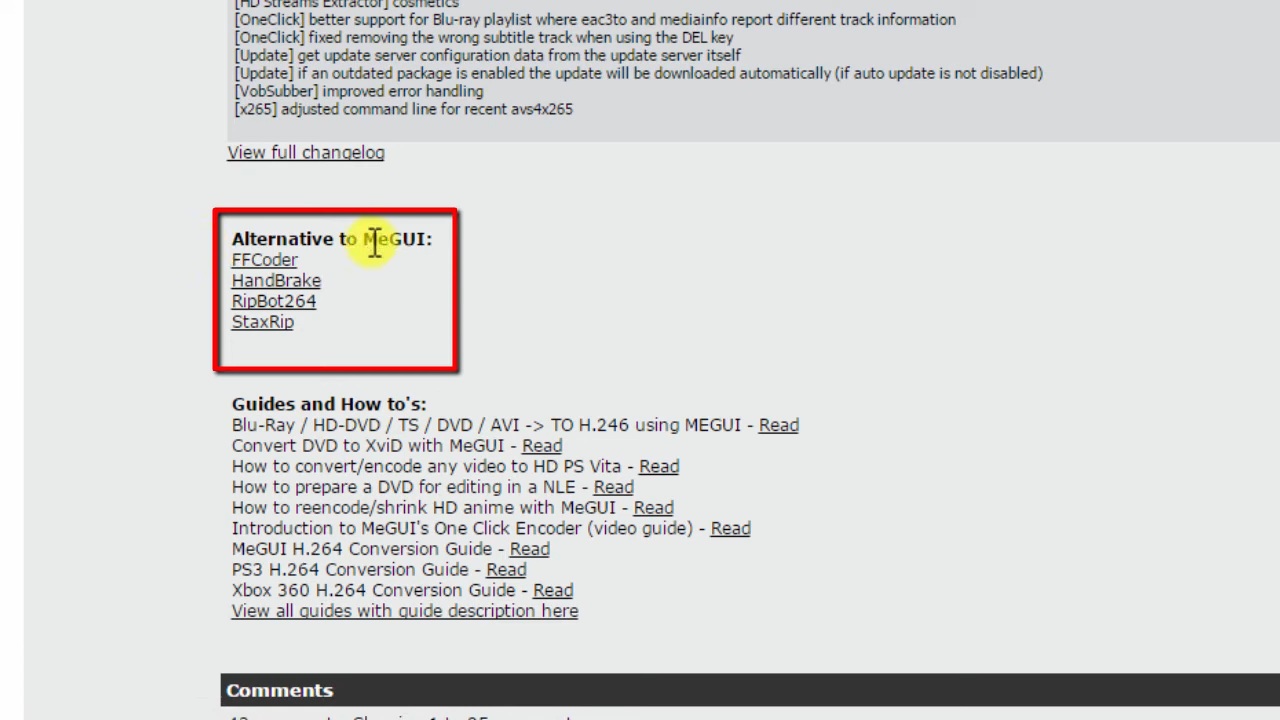 [HD Streams Extractor] cosmetics
[OneClick] better support for Blu-ray playlist where eac3to and mediainfo report different track information
[OneClick] fixed removing the wrong subtitle track when using the DEL key
[Update] get update server configuration data from the update server itself
[Update] if an outdated package is enabled the update will be downloaded automatically (if auto update is not disabled)
[VobSubber] improved error handling
[x265] adjusted command line for recent avs4x265
View full changelog
Alternative to MeGUI:
FFCoder
HandBrake
RipBot264
StaxRip
Guides and How to's:
Blu-Ray / HD-DVD / TS / DVD / AVI -> TO H.246 using MEGUI - Read
Convert DVD to XviD with MeGUI - Read
How to convert/encode any video to HD PS Vita - Read
How to prepare a DVD for editing in a NLE - Read
How to reencode/shrink HD anime with MeGUI - Read
Introduction to MeGUI's One Click Encoder (video guide) - Read
MeGUI H.264 Conversion Guide - Read
PS3 H.264 Conversion Guide - Read
Xbox 360 H.264 Conversion Guide - Read
View all guides with guide description here
Comments